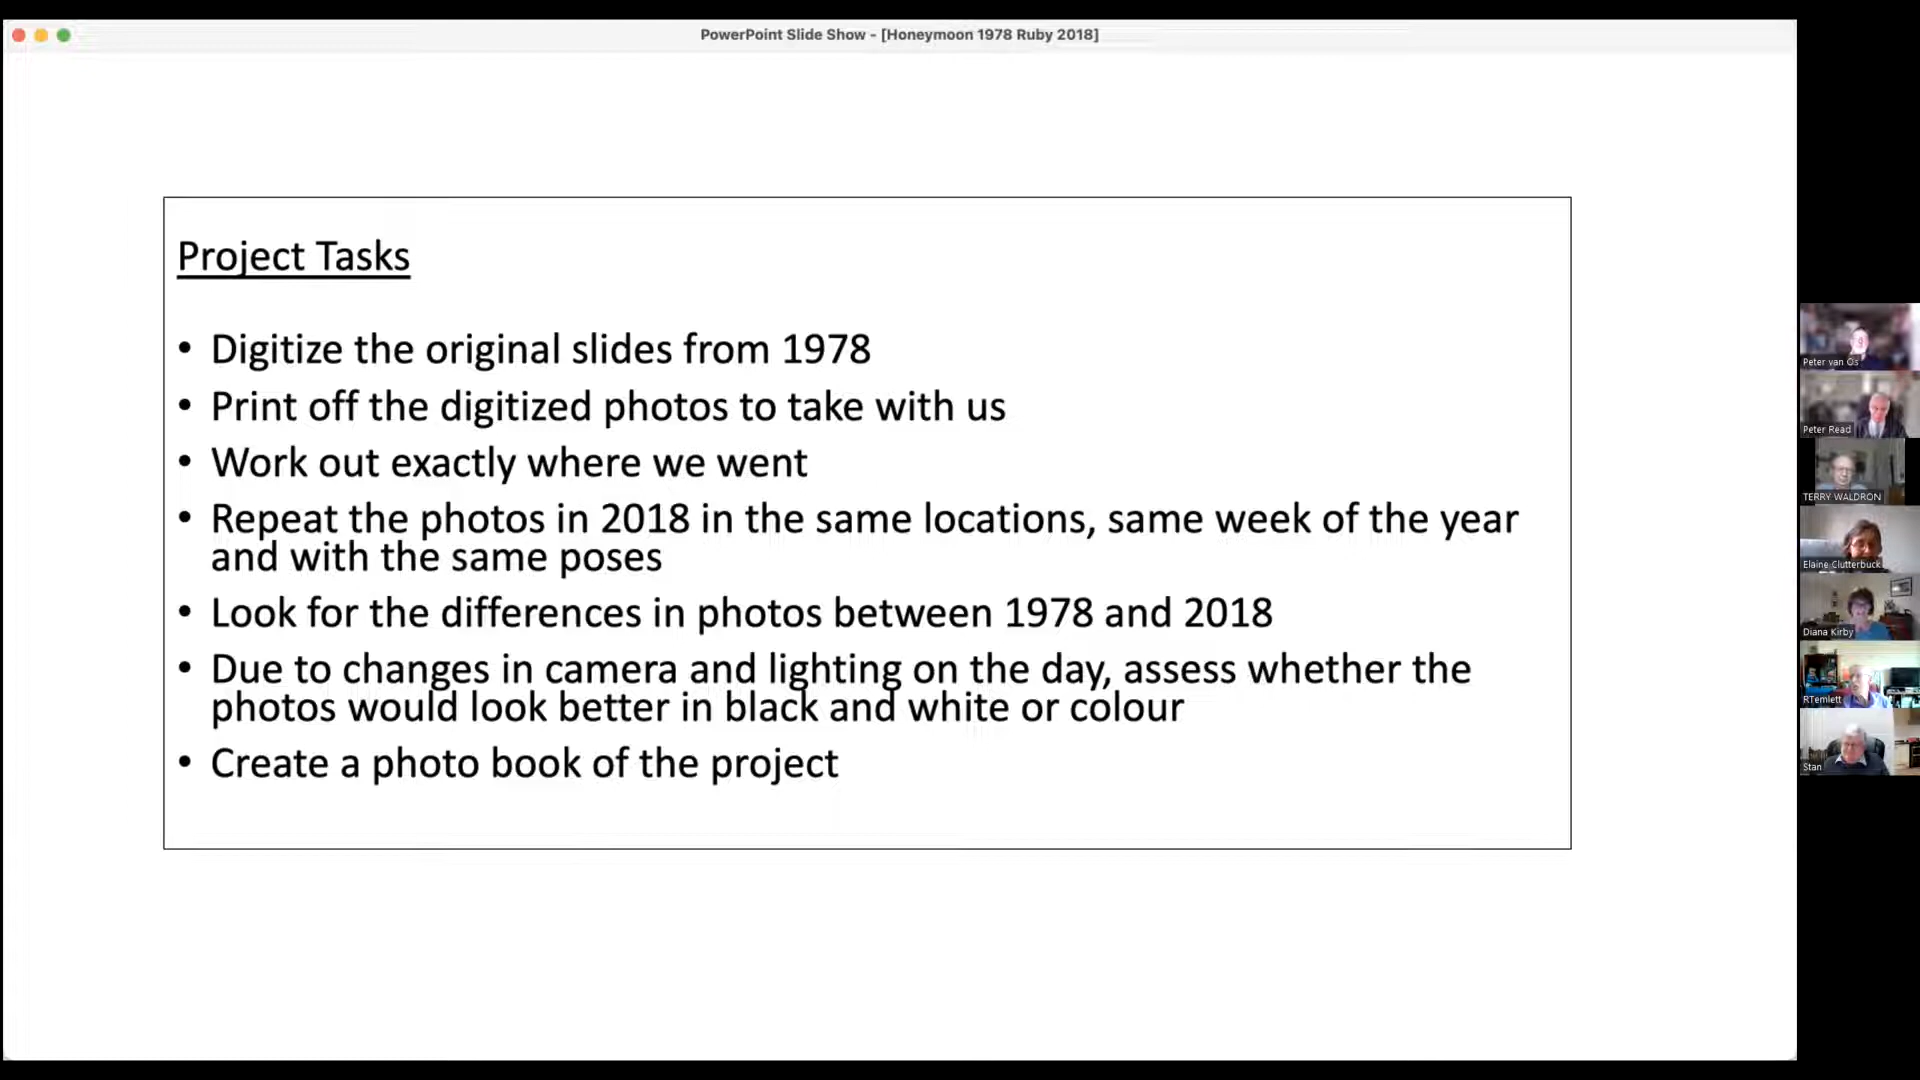 PowerPoint Slide Show - [Honeymoon 1978 Ruby 2018]
Project Tasks
• Digitize the original slides from 1978
• Print off the digitized photos to take with us
• Work out exactly where we went
• Repeat the photos in 2018 in the same locations, same week of the year
and with the same poses
• Look for the differences in photos between 1978 and 2018
• Due to changes in camera and lighting on the day, assess whether the
photos would look better in black and white or colour
• Create a photo book of the project
Peter van Os
Peter Read
TERRY WALDRON
Elaine Clutterbuck
Diana Kirby
RTemlett
Stan